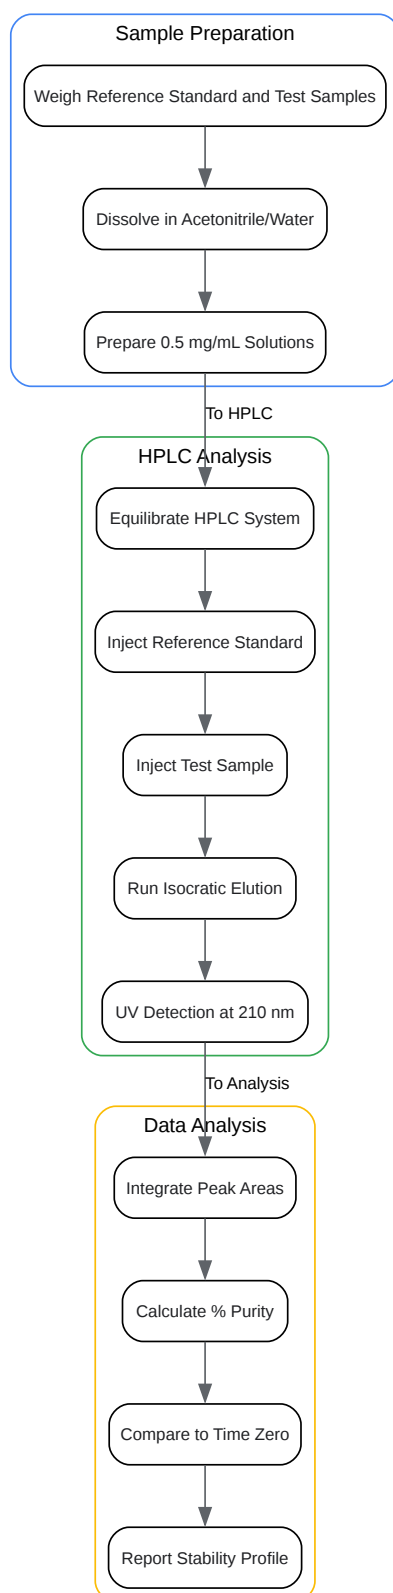 Sample Preparation
Weigh Reference Standard and Test Samples
Dissolve in Acetonitrile/Water
Prepare 0.5 mg/mL Solutions
To HPLC
HPLC Analysis
Equilibrate HPLC System
Inject Reference Standard
Inject Test Sample
Run Isocratic Elution
UV Detection at 210 nm
To Analysis
Data Analysis
Integrate Peak Areas
Calculate % Purity
Compare to Time Zero
Report Stability Profile